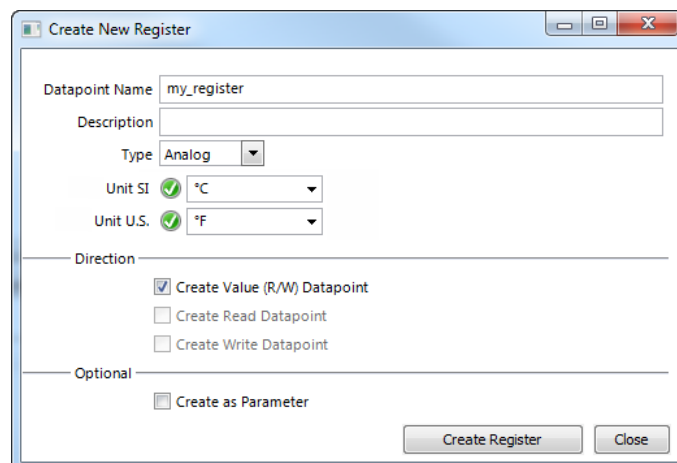 Create New Register
Datapoint Name my_register
Description
Type Analog
Unit SI °C
Unit U.S. °F
Direction
Create Value (R/W) Datapoint
Create Read Datapoint
Create Write Datapoint
Optional
Create as Parameter
Create Register Close